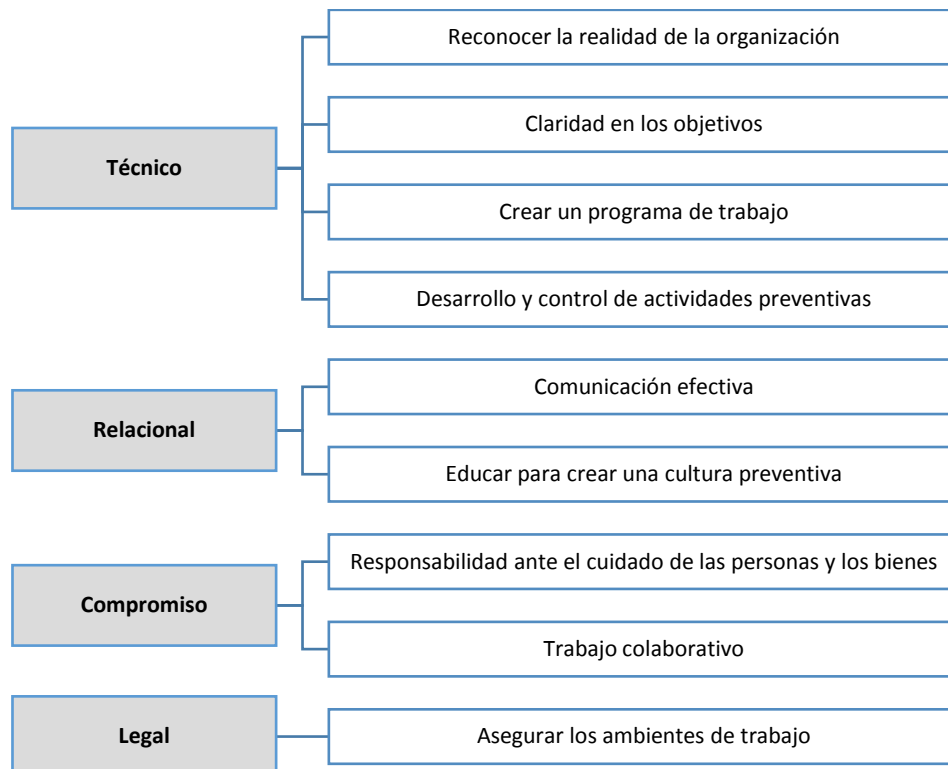 Técnico
Reconocer la realidad de la organización
Claridad en los objetivos
Crear un programa de trabajo
Desarrollo y control de actividades preventivas
Relacional
Comunicación efectiva
Educar para crear una cultura preventiva
Compromiso
Responsabilidad ante el cuidado de las personas y los bienes
Trabajo colaborativo
Legal
Asegurar los ambientes de trabajo